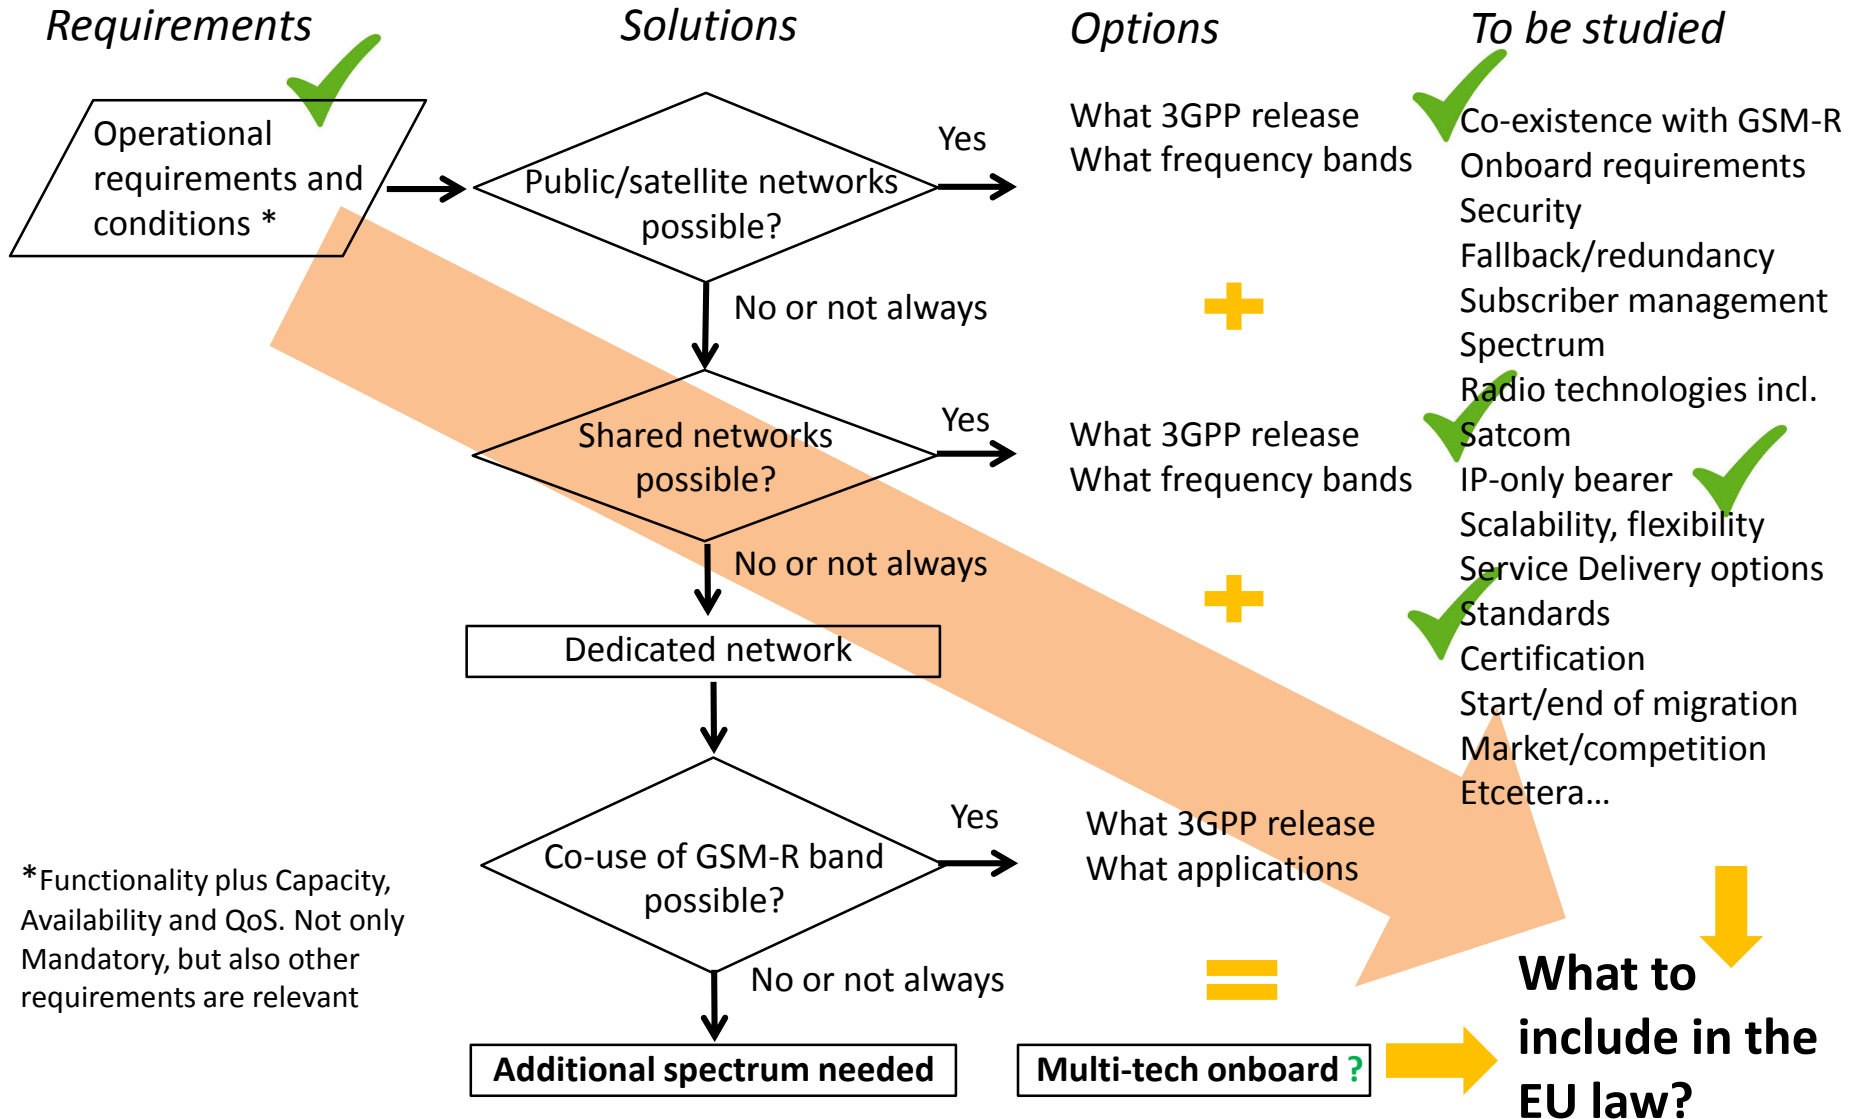 Requirements
Solutions
Options
To be studied
Operational
requirements and
conditions *
Public/satellite networks
possible?
Yes
What 3GPP release
What frequency bands
No or not always
Shared networks
possible?
Yes
What 3GPP release
What frequency bands
No or not always
Dedicated network
Co-use of GSM-R band
possible?
Yes
What 3GPP release
What applications
No or not always
Additional spectrum needed
Multi-tech onboard ?
Co-existence with GSM-R
Onboard requirements
Security
Fallback/redundancy
Subscriber management
Spectrum
Radio technologies incl.
Satcom
IP-only bearer
Scalability, flexibility
Service Delivery options
Standards
Certification
Start/end of migration
Market/competition
Etcetera...
What to
include in the
EU law?
*Functionality plus Capacity,
Availability and QoS. Not only
Mandatory, but also other
requirements are relevant